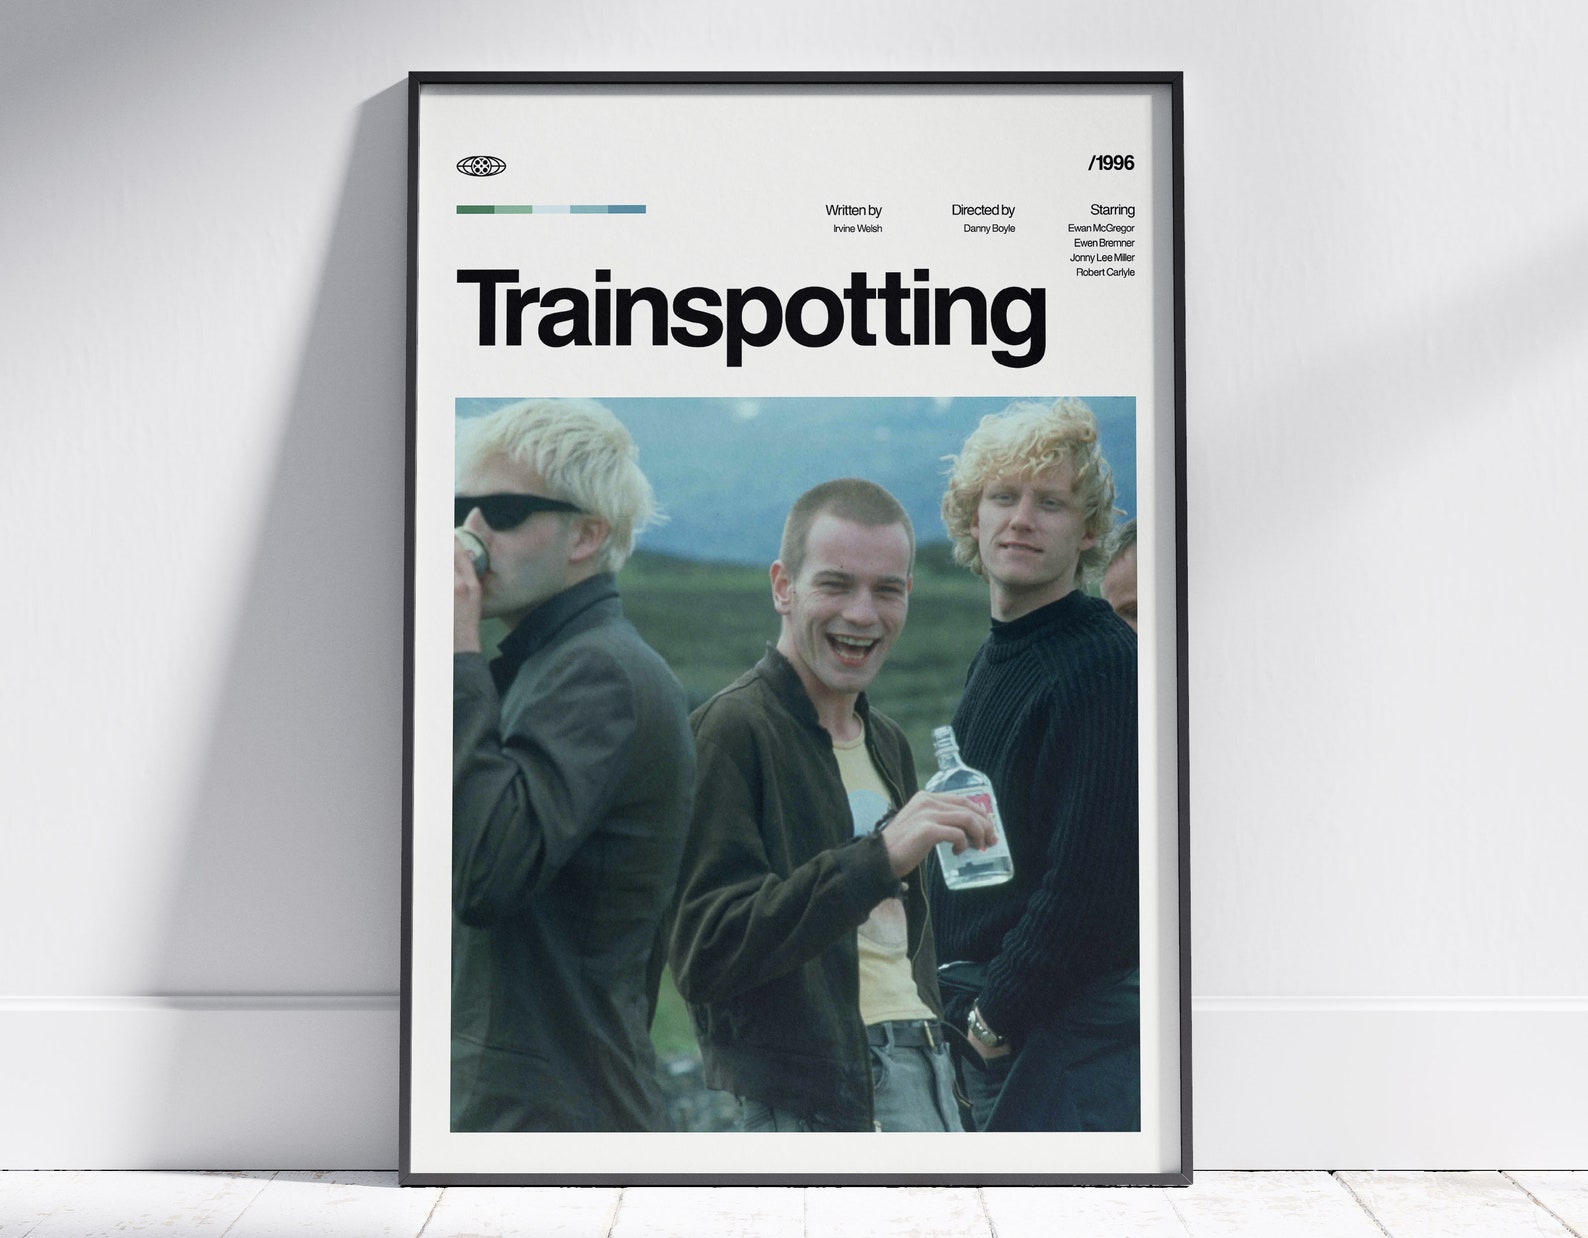 /1996
Written by
Irvine Welsh
Directed by
Danny Boyle
Starring
Ewan McGregor
Ewen Bremner
Jonny Lee Miller
Robert Carlyle
Trainspotting